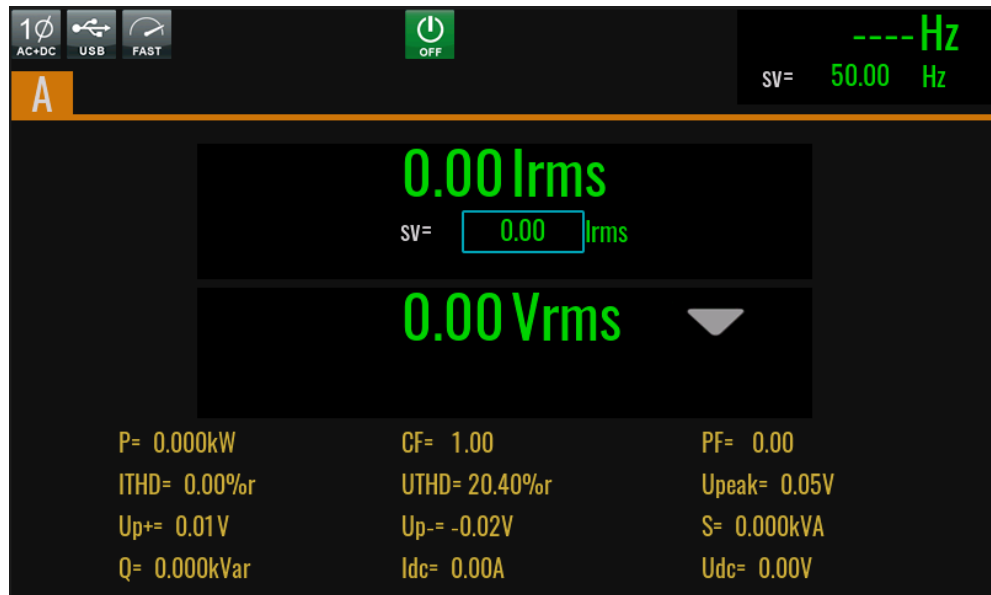 1Ø
AC+DC
USB
FAST
OFF
---- Hz
sv= 50.00 Hz
A
0.00 Irms
sv= 0.00 Irms
0.00 Vrms
P= 0.000kW CF= 1.00 PF= 0.00
ITHD= 0.00%r UTHD= 20.40%r Upeak= 0.05V
Up+= 0.01V Up-= -0.02V S= 0.000kVA
Q= 0.000kVar Idc= 0.00A Udc= 0.00V